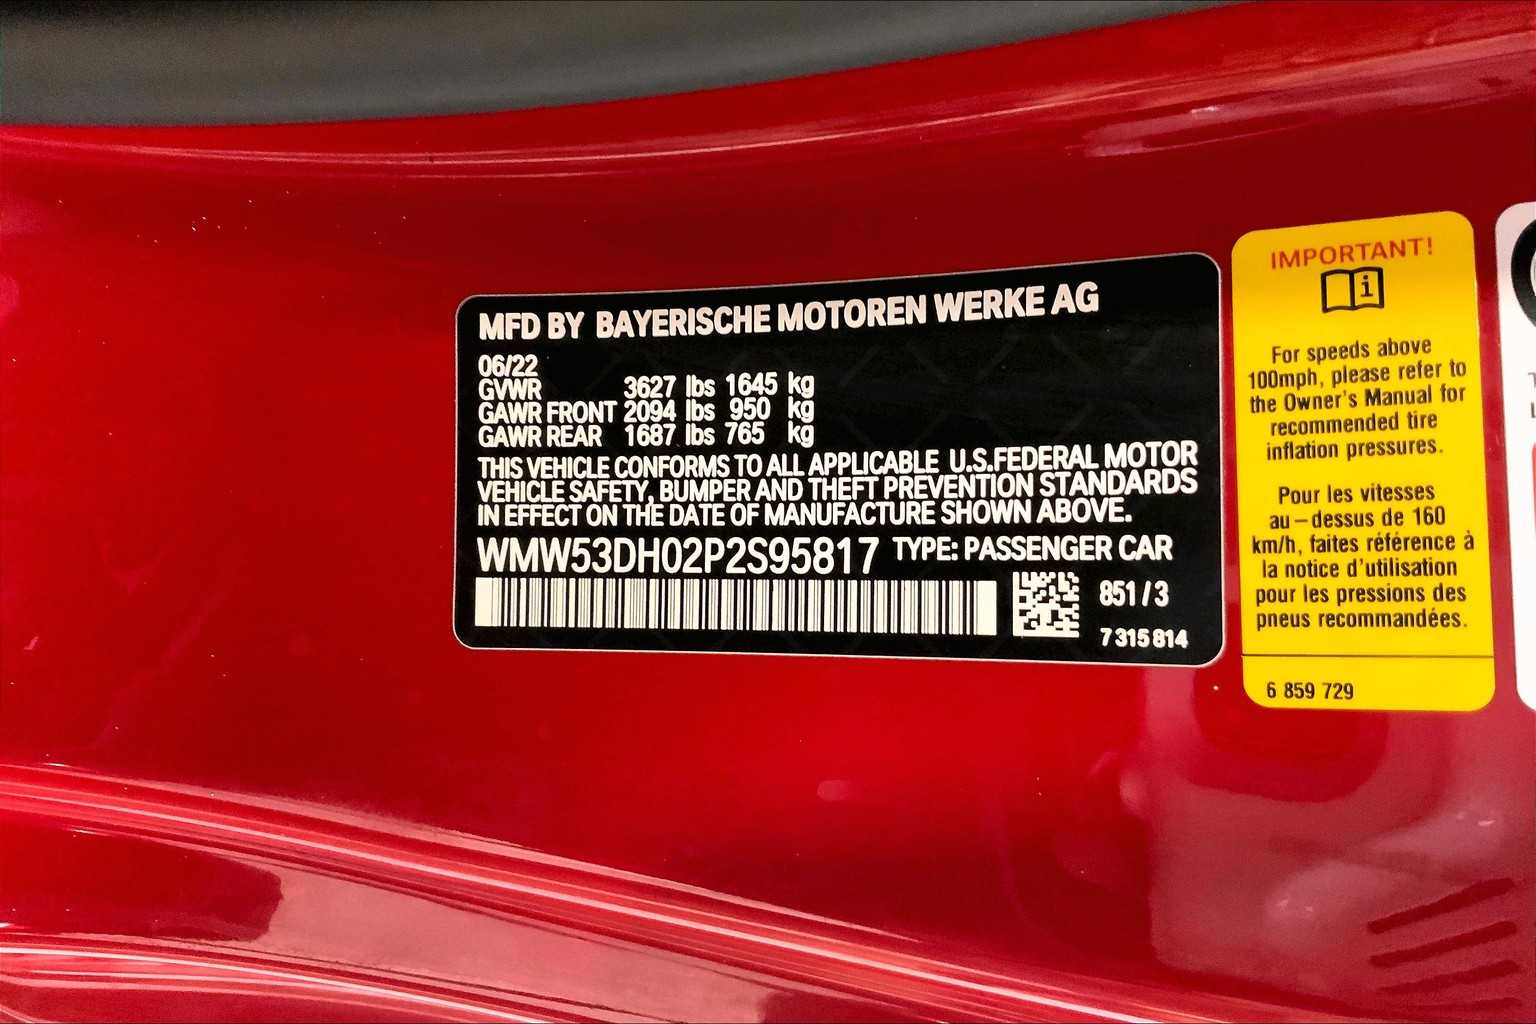 MFD BY BAYERISCHE MOTOREN WERKE AG
06/22
GVWR 3627 lbs 1645 kg
GAWR FRONT 2094 lbs 950 kg
GAWR REAR 1687 lbs 765 kg
THIS VEHICLE CONFORMS TO ALL APPLICABLE U.S.FEDERAL MOTOR
VEHICLE SAFETY, BUMPER AND THEFT PREVENTION STANDARDS
IN EFFECT ON THE DATE OF MANUFACTURE SHOWN ABOVE.
WMW53DH02P2S95817 TYPE: PASSENGER CAR
851/3
7 315 814
IMPORTANT!
i
For speeds above
100mph, please refer to
the Owner's Manual for
recommended tire
inflation pressures.
Pour les vitesses
au-dessus de 160
km/h, faites référence à
la notice d'utilisation
pour les pressions des
pneus recommandées.
6 859 729